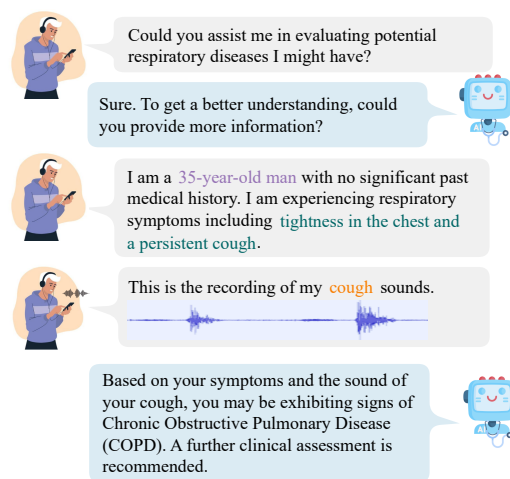 Could you assist me in evaluating potential
respiratory diseases I might have?
Sure. To get a better understanding, could
you provide more information?
I am a 35-year-old man with no significant past
medical history. I am experiencing respiratory
symptoms including tightness in the chest and
a persistent cough.
This is the recording of my cough sounds.
Based on your symptoms and the sound of
your cough, you may be exhibiting signs of
Chronic Obstructive Pulmonary Disease
(COPD). A further clinical assessment is
recommended.
AI
AI